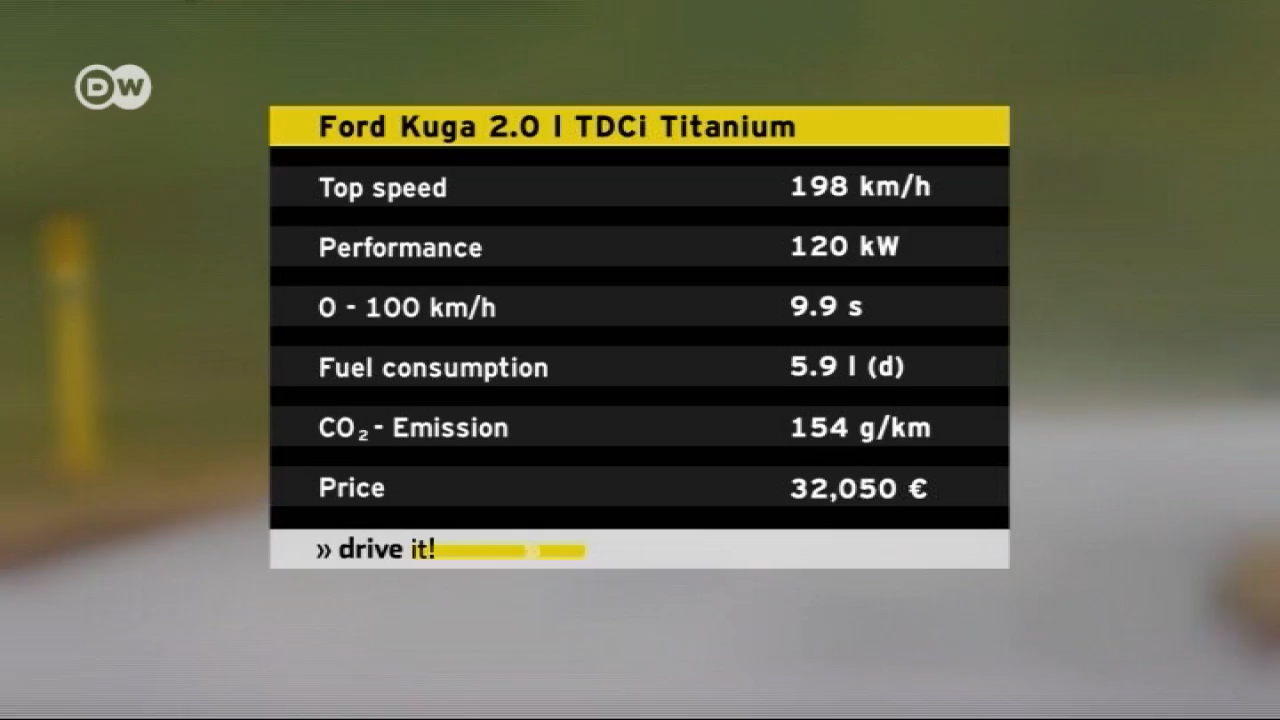 DW
Ford Kuga 2.0 l TDCi Titanium
Top speed 198 km/h
Performance 120 kW
0 - 100 km/h 9.9 s
Fuel consumption 5.9 l (d)
CO₂- Emission 154 g/km
Price 32,050 €
» drive it!